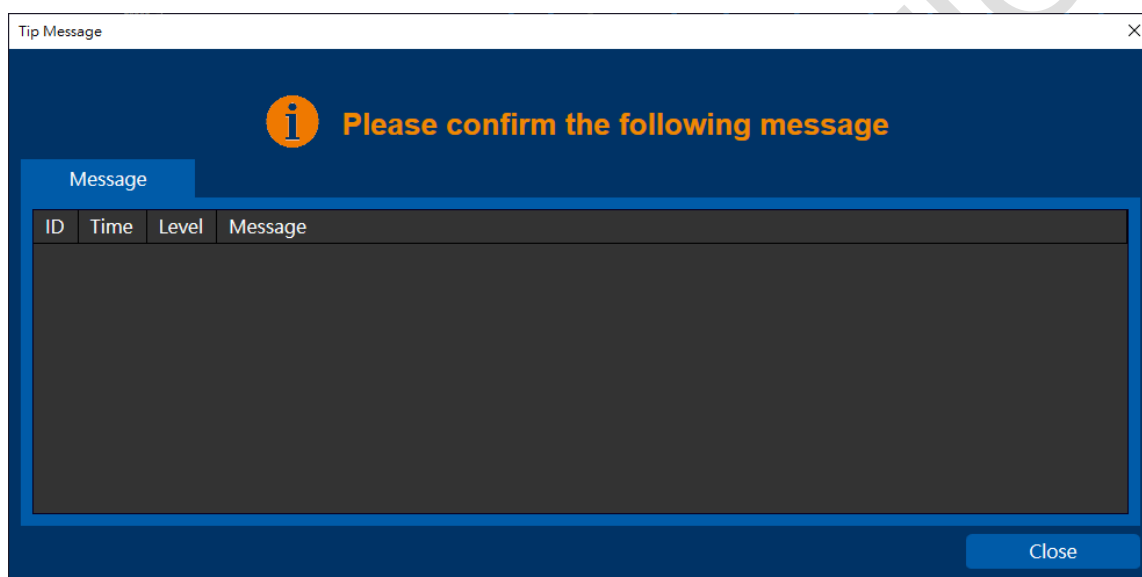 Tip Message
Please confirm the following message
Message
ID Time Level Message
Close